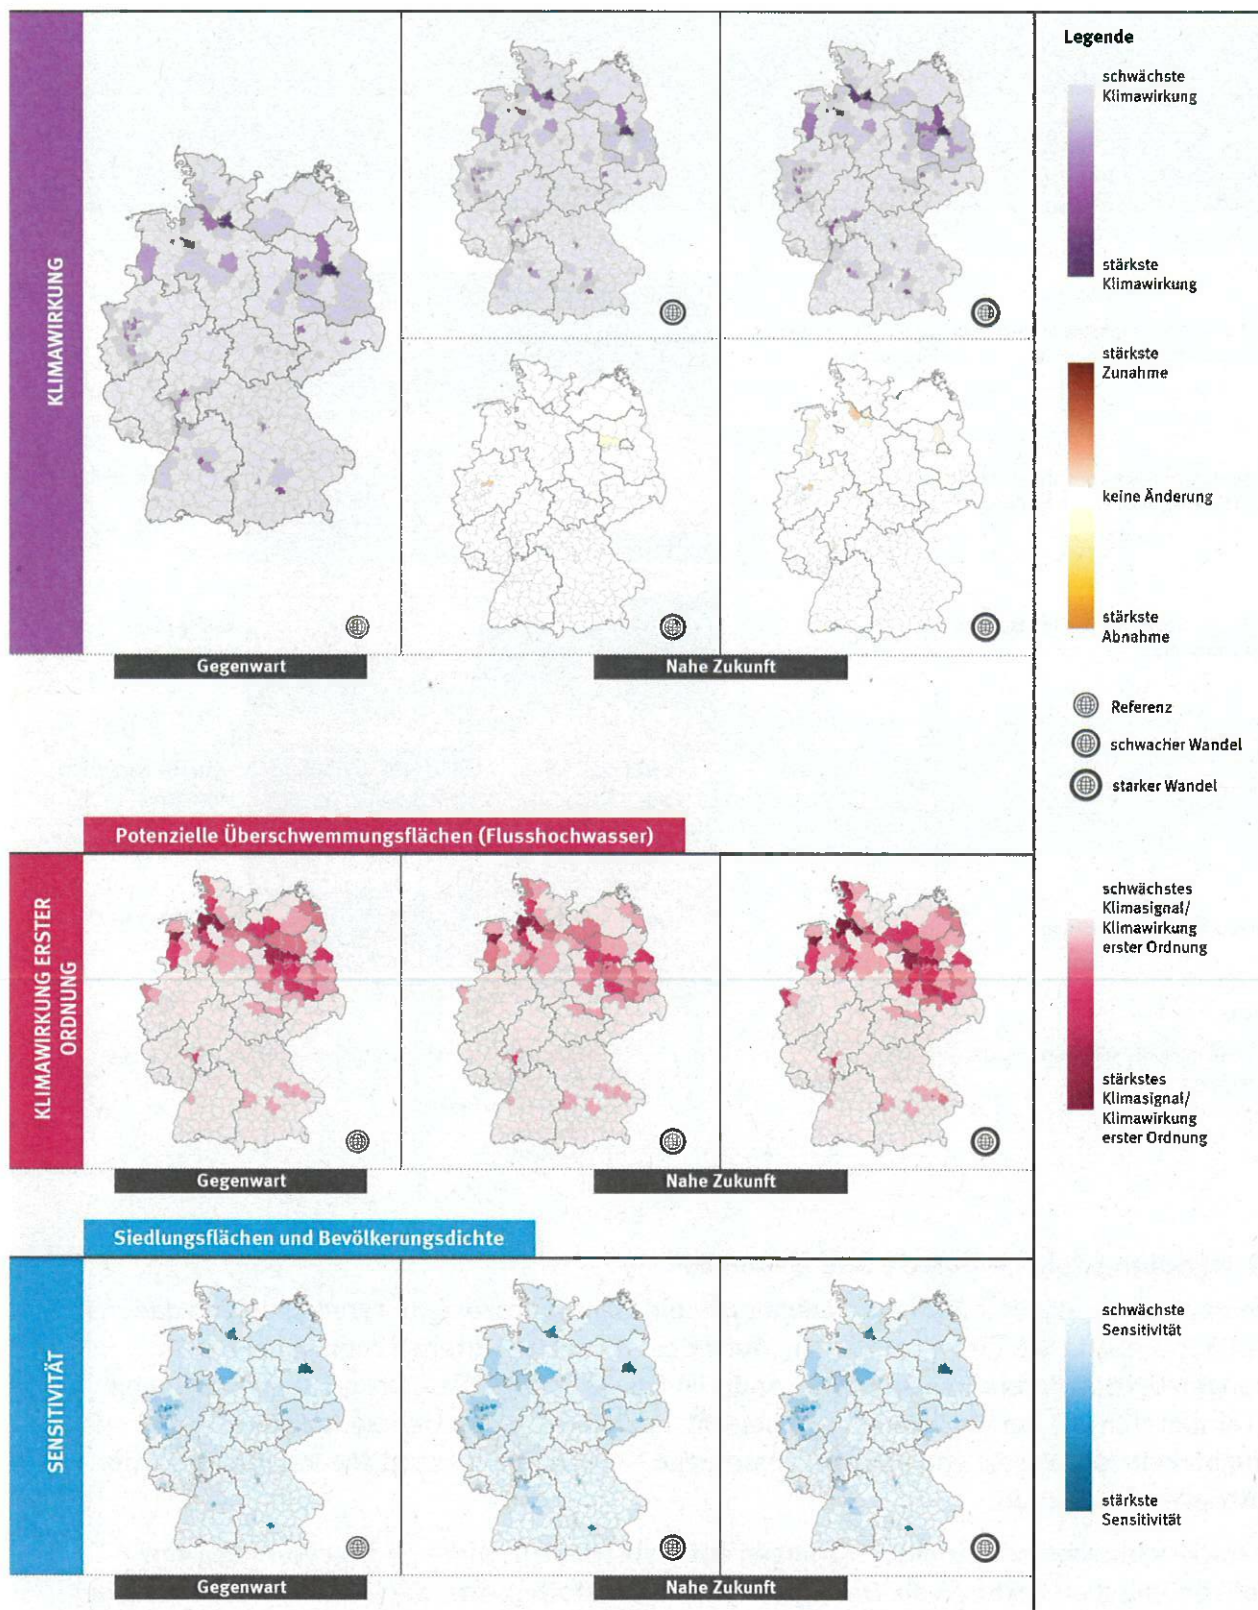 KLIMAWIRKUNG
Gegenwart
Nahe Zukunft
Legende
schwächste
Klimawirkung
stärkste
Klimawirkung
stärkste
Zunahme
keine Änderung
stärkste
Abnahme
Referenz
schwacher Wandel
starker Wandel
Potenzielle Überschwemmungsflächen (Flusshochwasser)
KLIMAWIRKUNG ERSTER
ORDNUNG
Gegenwart
Nahe Zukunft
schwächstes
Klimasignal/
Klimawirkung
erster Ordnung
stärkstes
Klimasignal/
Klimawirkung
erster Ordnung
Siedlungsflächen und Bevölkerungsdichte
SENSITIVITÄT
Gegenwart
Nahe Zukunft
schwächste
Sensitivität
stärkste
Sensitivität